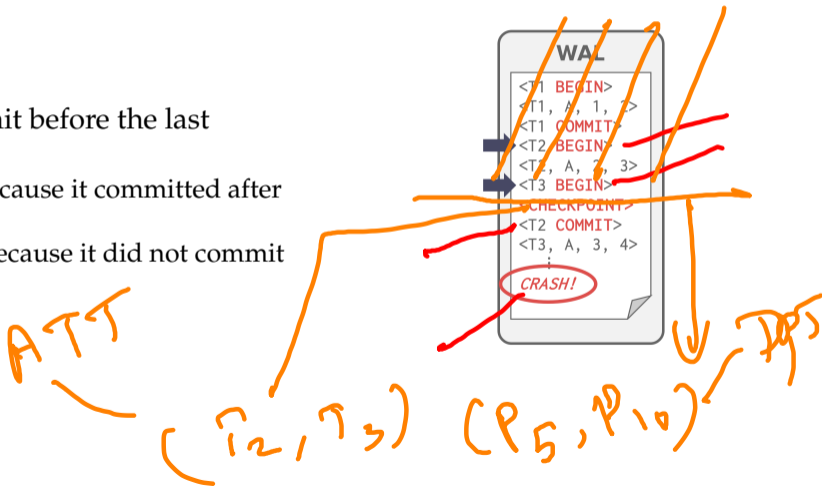 WAL
<T1 BEGIN>
<T1, A, 1, 2>
<T1 COMMIT>
<T2 BEGIN>
<T2, A, 2, 3>
<T3 BEGIN>
<CHECKPOINT>
<T2 COMMIT>
<T3, A, 3, 4>
⋮
CRASH!
it before the last
cause it committed after
ecause it did not commit
ATT
(T2, T3) (P5, P10)